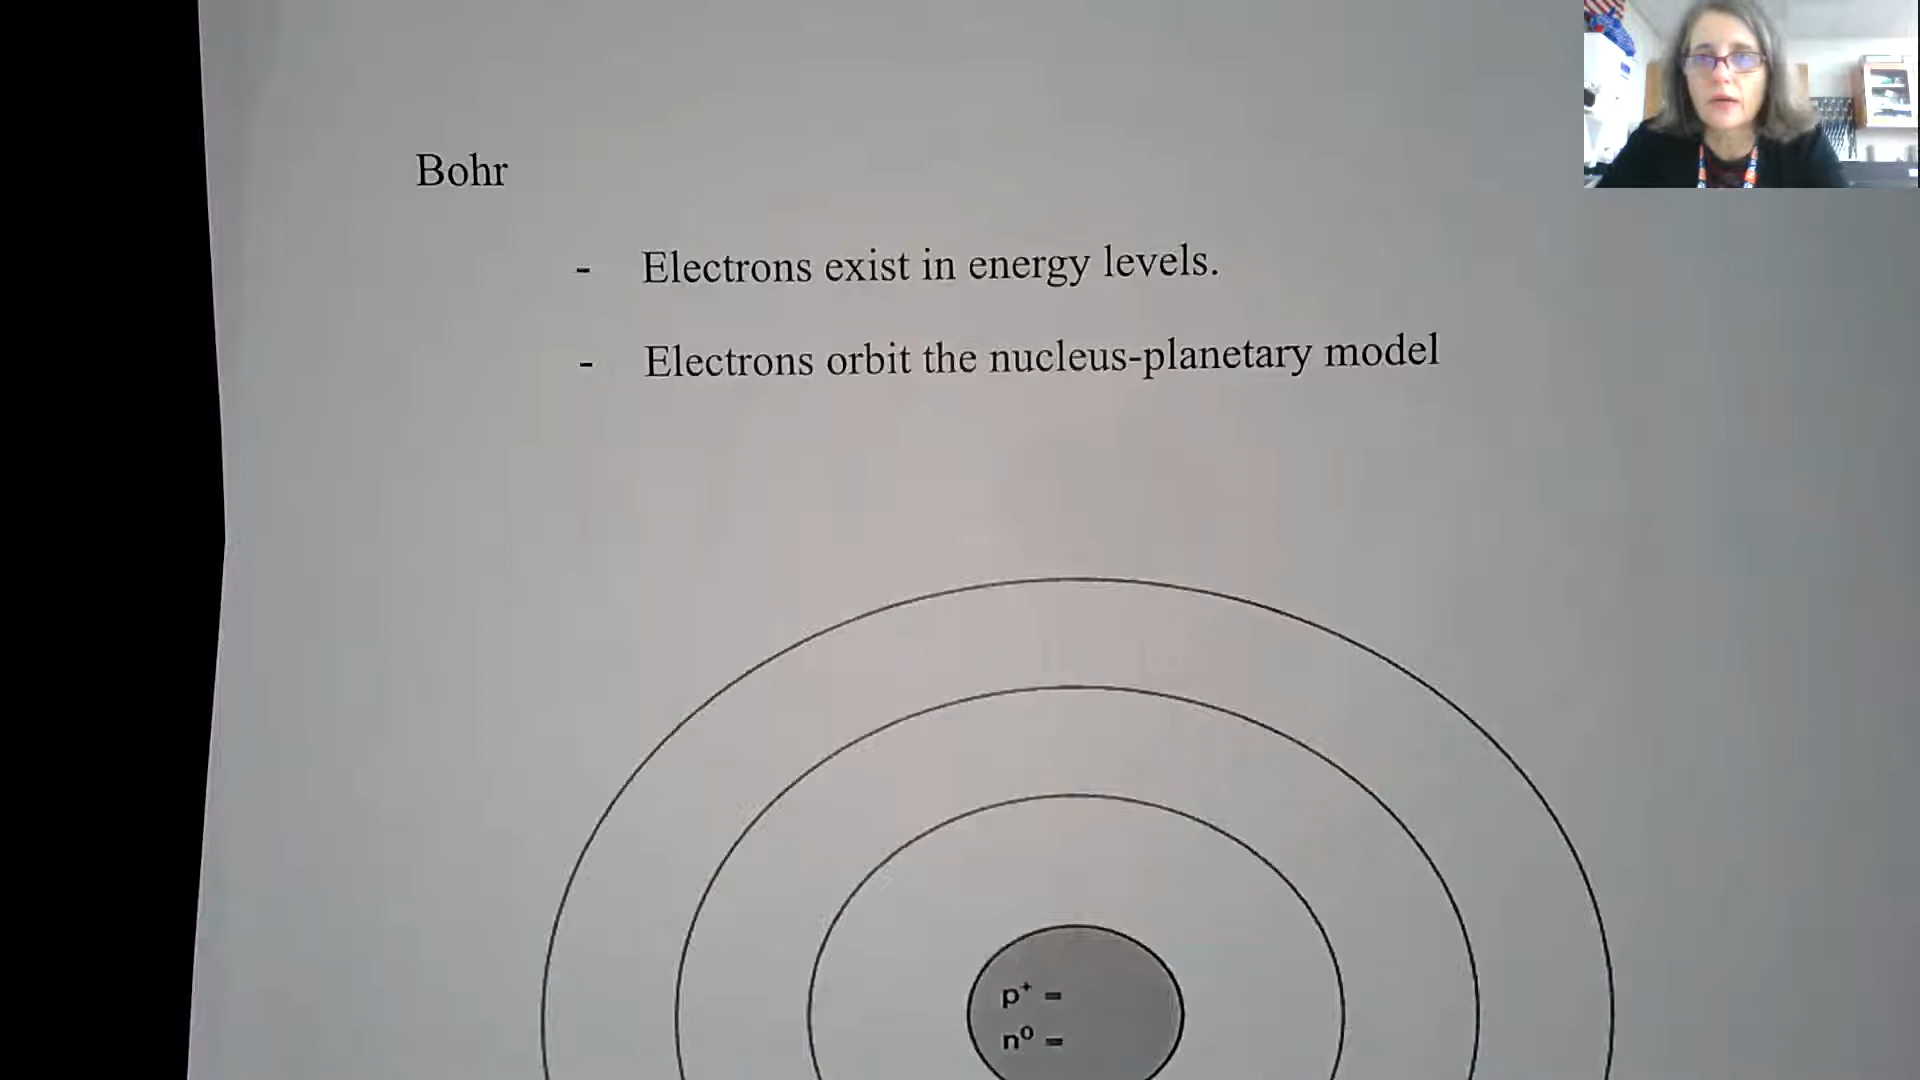 Bohr
- Electrons exist in energy levels.
- Electrons orbit the nucleus-planetary model
p⁺ =
n⁰ =